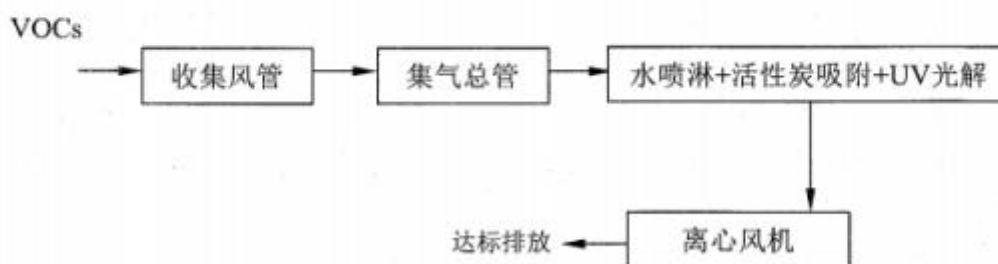 VOCs
收集风管
集气总管
水喷淋+活性炭吸附+UV光解
离心风机
达标排放